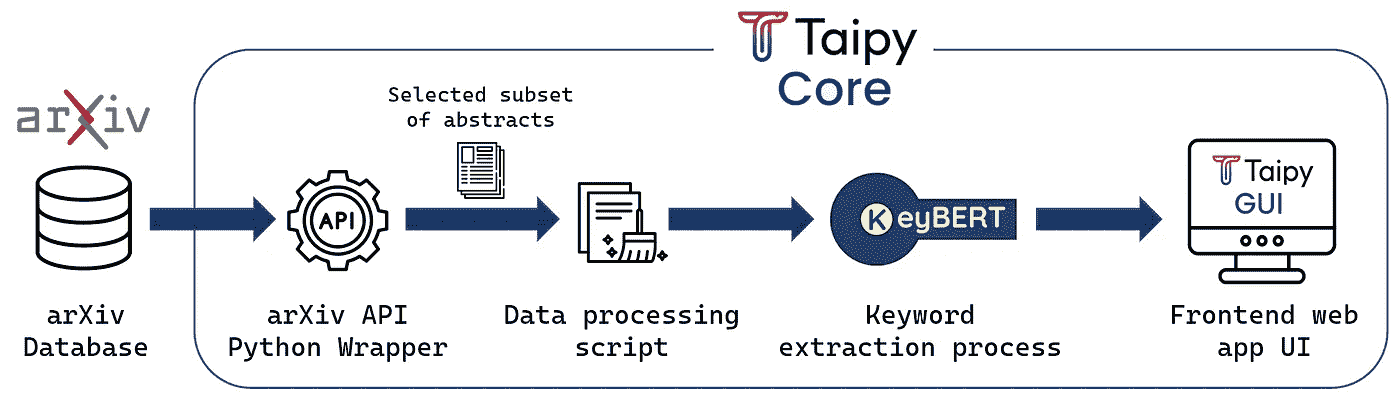 Taipy
Core
arXiv
Selected subset
of abstracts
API
KeyBERT
Taipy
GUI
arXiv
Database
arXiv API
Python Wrapper
Data processing
script
Keyword
extraction process
Frontend web
app UI